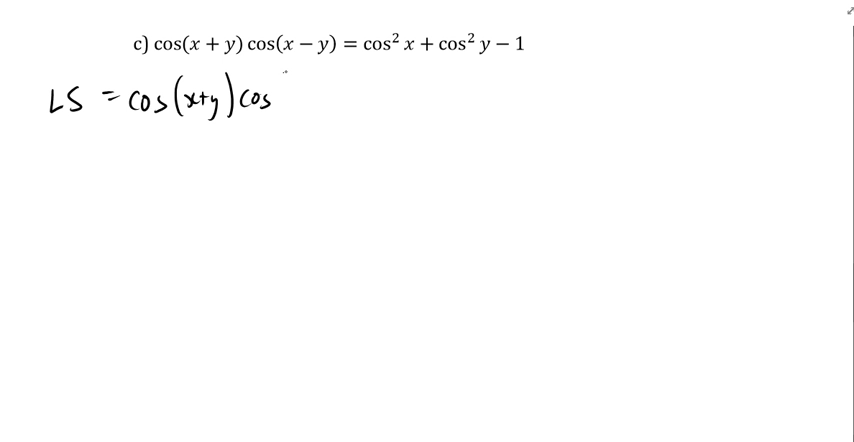 c) cos(x + y) cos(x − y) = cos² x + cos² y − 1
LS = cos(x+y) cos